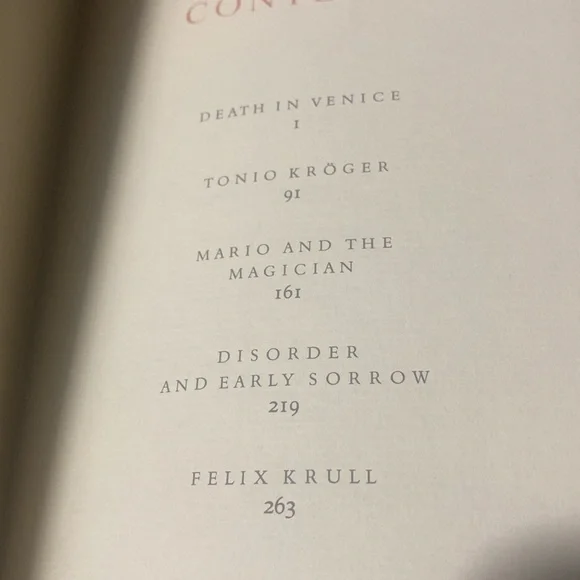 DEATH IN VENICE
1
TONIO KRÖGER
91
MARIO AND THE
MAGICIAN
161
DISORDER
AND EARLY SORROW
219
FELIX KRULL
263